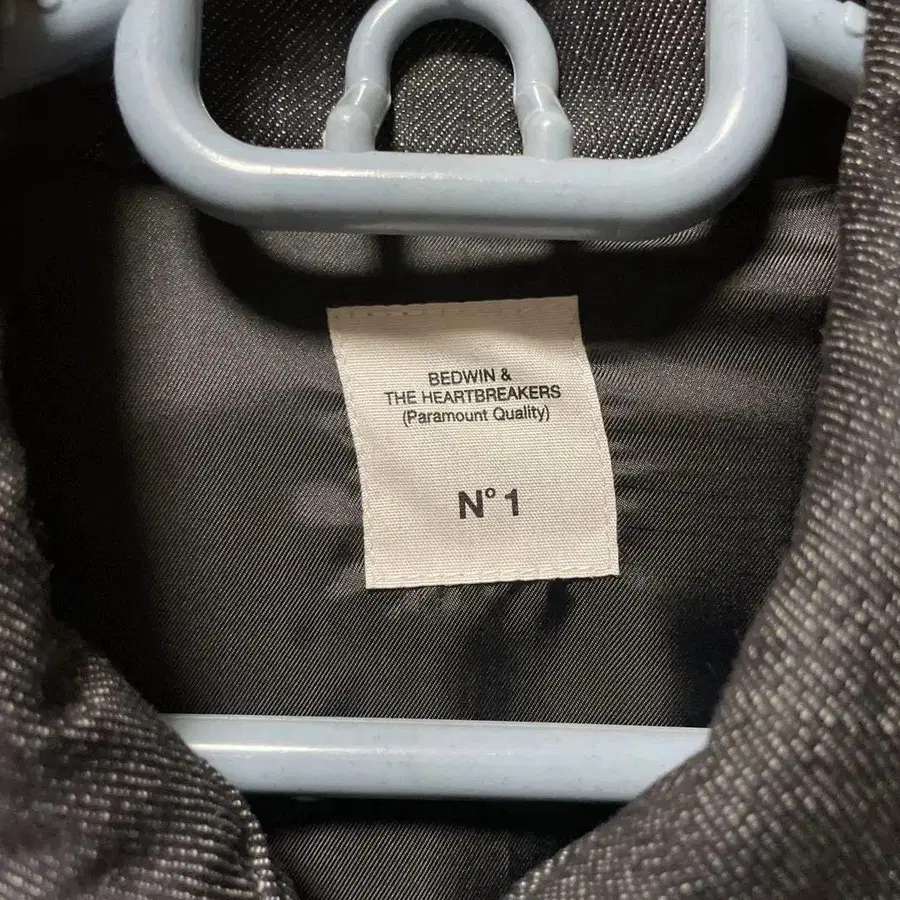 BEDWIN &
THE HEARTBREAKERS
(Paramount Quality)
N° 1